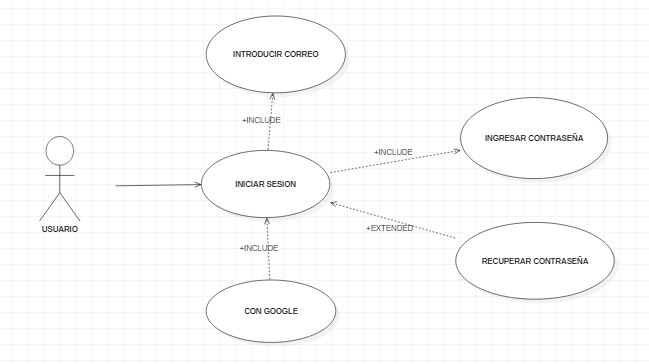 INTRODUCIR CORREO
+INCLUDE
INGRESAR CONTRASEÑA
+INCLUDE
INICIAR SESION
USUARIO
+EXTENDED
+INCLUDE
RECUPERAR CONTRASEÑA
CON GOOGLE